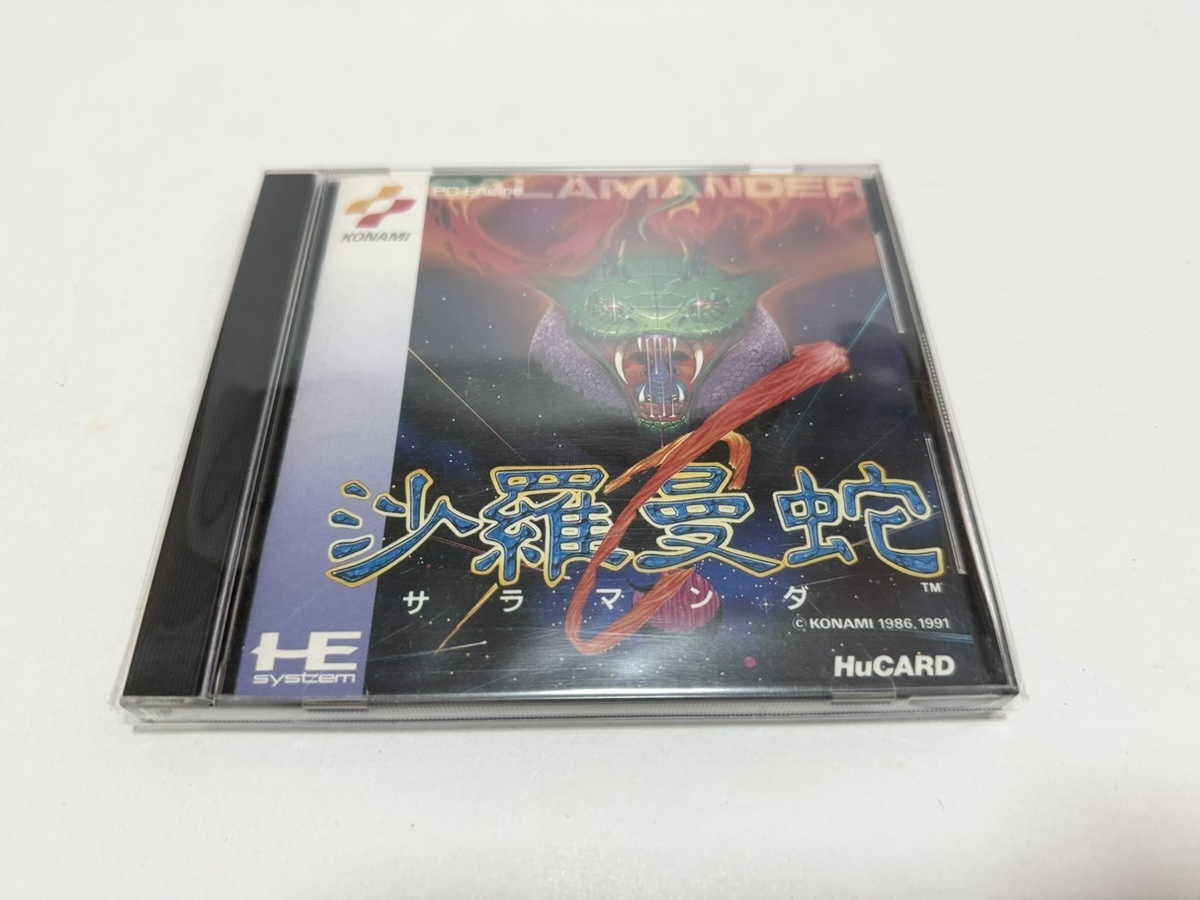 PC Engine SALAMANDER
KONAMI
沙羅曼蛇
TM
サラマンダ
© KONAMI 1986, 1991
HE
system
HuCARD